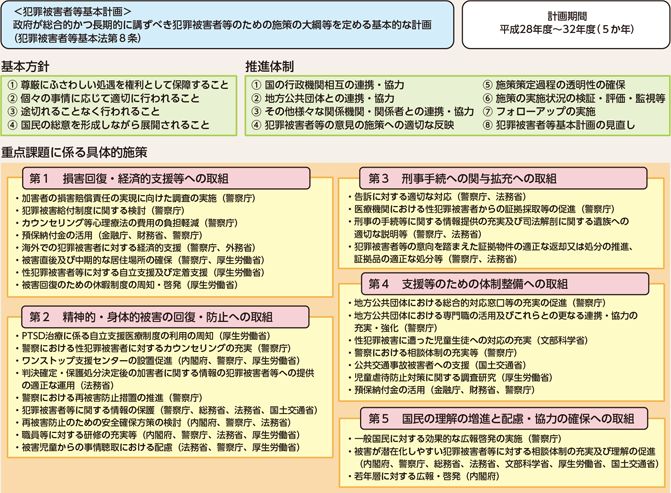 ＜犯罪被害者等基本計画＞
政府が総合的かつ長期的に講ずべき犯罪被害者等のための施策の大綱等を定める基本的な計画
（犯罪被害者等基本法第８条）
計画期間
平成28年度～32年度（５か年）
基本方針
① 尊厳にふさわしい処遇を権利として保障すること
② 個々の事情に応じて適切に行われること
③ 途切れることなく行われること
④ 国民の総意を形成しながら展開されること
推進体制
① 国の行政機関相互の連携・協力
② 地方公共団体との連携・協力
③ その他様々な関係機関・関係者との連携・協力
④ 犯罪被害者等の意見の施策への適切な反映
⑤ 施策策定過程の透明性の確保
⑥ 施策の実施状況の検証・評価・監視等
⑦ フォローアップの実施
⑧ 犯罪被害者等基本計画の見直し
重点課題に係る具体的施策
第１　損害回復・経済的支援等への取組
・加害者の損害賠償責任の実現に向けた調査の実施（警察庁）
・犯罪被害給付制度に関する検討（警察庁）
・カウンセリング等心理療法の費用の負担軽減（警察庁）
・預保納付金の活用（金融庁、財務省、警察庁）
・海外での犯罪被害者に対する経済的支援（警察庁、外務省）
・被害直後及び中期的な居住場所の確保（警察庁、厚生労働省）
・性犯罪被害者等に対する自立支援及び定着支援（厚生労働省）
・被害回復のための休暇制度の周知・啓発（厚生労働省）
第２　精神的・身体的被害の回復・防止への取組
・PTSD治療に係る自立支援医療制度の利用の周知（厚生労働省）
・警察における性犯罪被害者に対するカウンセリングの充実（警察庁）
・ワンストップ支援センターの設置促進（内閣府、警察庁、厚生労働省）
・判決確定・保護処分決定後の加害者に関する情報の犯罪被害者等への提供
の適正な運用（法務省）
・警察における再被害防止措置の推進（警察庁）
・犯罪被害者等に関する情報の保護（警察庁、総務省、法務省、国土交通省）
・再被害防止のための安全確保方策の検討（内閣府、警察庁、法務省）
・職員等に対する研修の充実等（内閣府、警察庁、法務省、厚生労働省）
・被害児童からの事情聴取における配慮（法務省、警察庁、厚生労働省）
第３　刑事手続への関与拡充への取組
・告訴に対する適切な対応（警察庁）
・医療機関における性犯罪被害者からの証拠採取等の促進（警察庁）
・刑事の手続等に関する情報提供の充実及び司法解剖に関する遺族への
適切な説明等（警察庁、法務省）
・犯罪被害者等の意向を踏まえた証拠物件の適正な返却又は処分の推進、
証拠品の適正な処分等（警察庁、法務省）
第４　支援等のための体制整備への取組
・地方公共団体における総合的対応窓口等の充実の促進（警察庁）
・地方公共団体における専門職の活用及びこれらとの更なる連携・協力の
充実・強化（警察庁）
・性犯罪被害に遭った児童生徒への対応の充実（文部科学省）
・警察における相談体制の充実等（警察庁）
・公共交通事故被害者への支援（国土交通省）
・児童虐待防止対策に関する調査研究（厚生労働省）
・預保納付金の活用（金融庁、財務省、警察庁）
第５　国民の理解の増進と配慮・協力の確保への取組
・一般国民に対する効果的な広報啓発の実施（警察庁）
・被害が潜在化しやすい犯罪被害者等に対する相談体制の充実及び理解の促進
（内閣府、警察庁、総務省、法務省、文部科学省、厚生労働省、国土交通省）
・若年層に対する広報・啓発（内閣府）